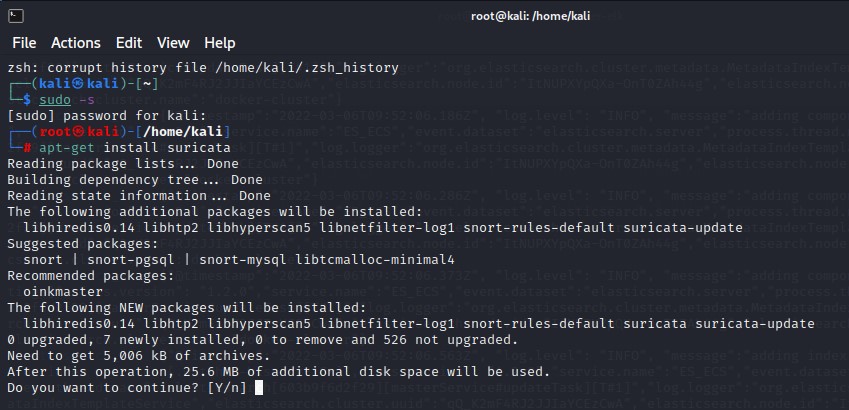 root@kali: /home/kali
File Actions Edit View Help
zsh: corrupt history file /home/kali/.zsh_history
┌──(kali㉿kali)-[~]
└─$ sudo -s
[sudo] password for kali:
┌──(root㉿kali)-[/home/kali]
└─# apt-get install suricata
Reading package lists... Done
Building dependency tree... Done
Reading state information... Done
The following additional packages will be installed:
libhiredis0.14 libhtp2 libhyperscan5 libnetfilter-log1 snort-rules-default suricata-update
Suggested packages:
snort | snort-pgsql | snort-mysql libtcmalloc-minimal4
Recommended packages:
oinkmaster
The following NEW packages will be installed:
libhiredis0.14 libhtp2 libhyperscan5 libnetfilter-log1 snort-rules-default suricata suricata-update
0 upgraded, 7 newly installed, 0 to remove and 526 not upgraded.
Need to get 5,006 kB of archives.
After this operation, 25.6 MB of additional disk space will be used.
Do you want to continue? [Y/n]